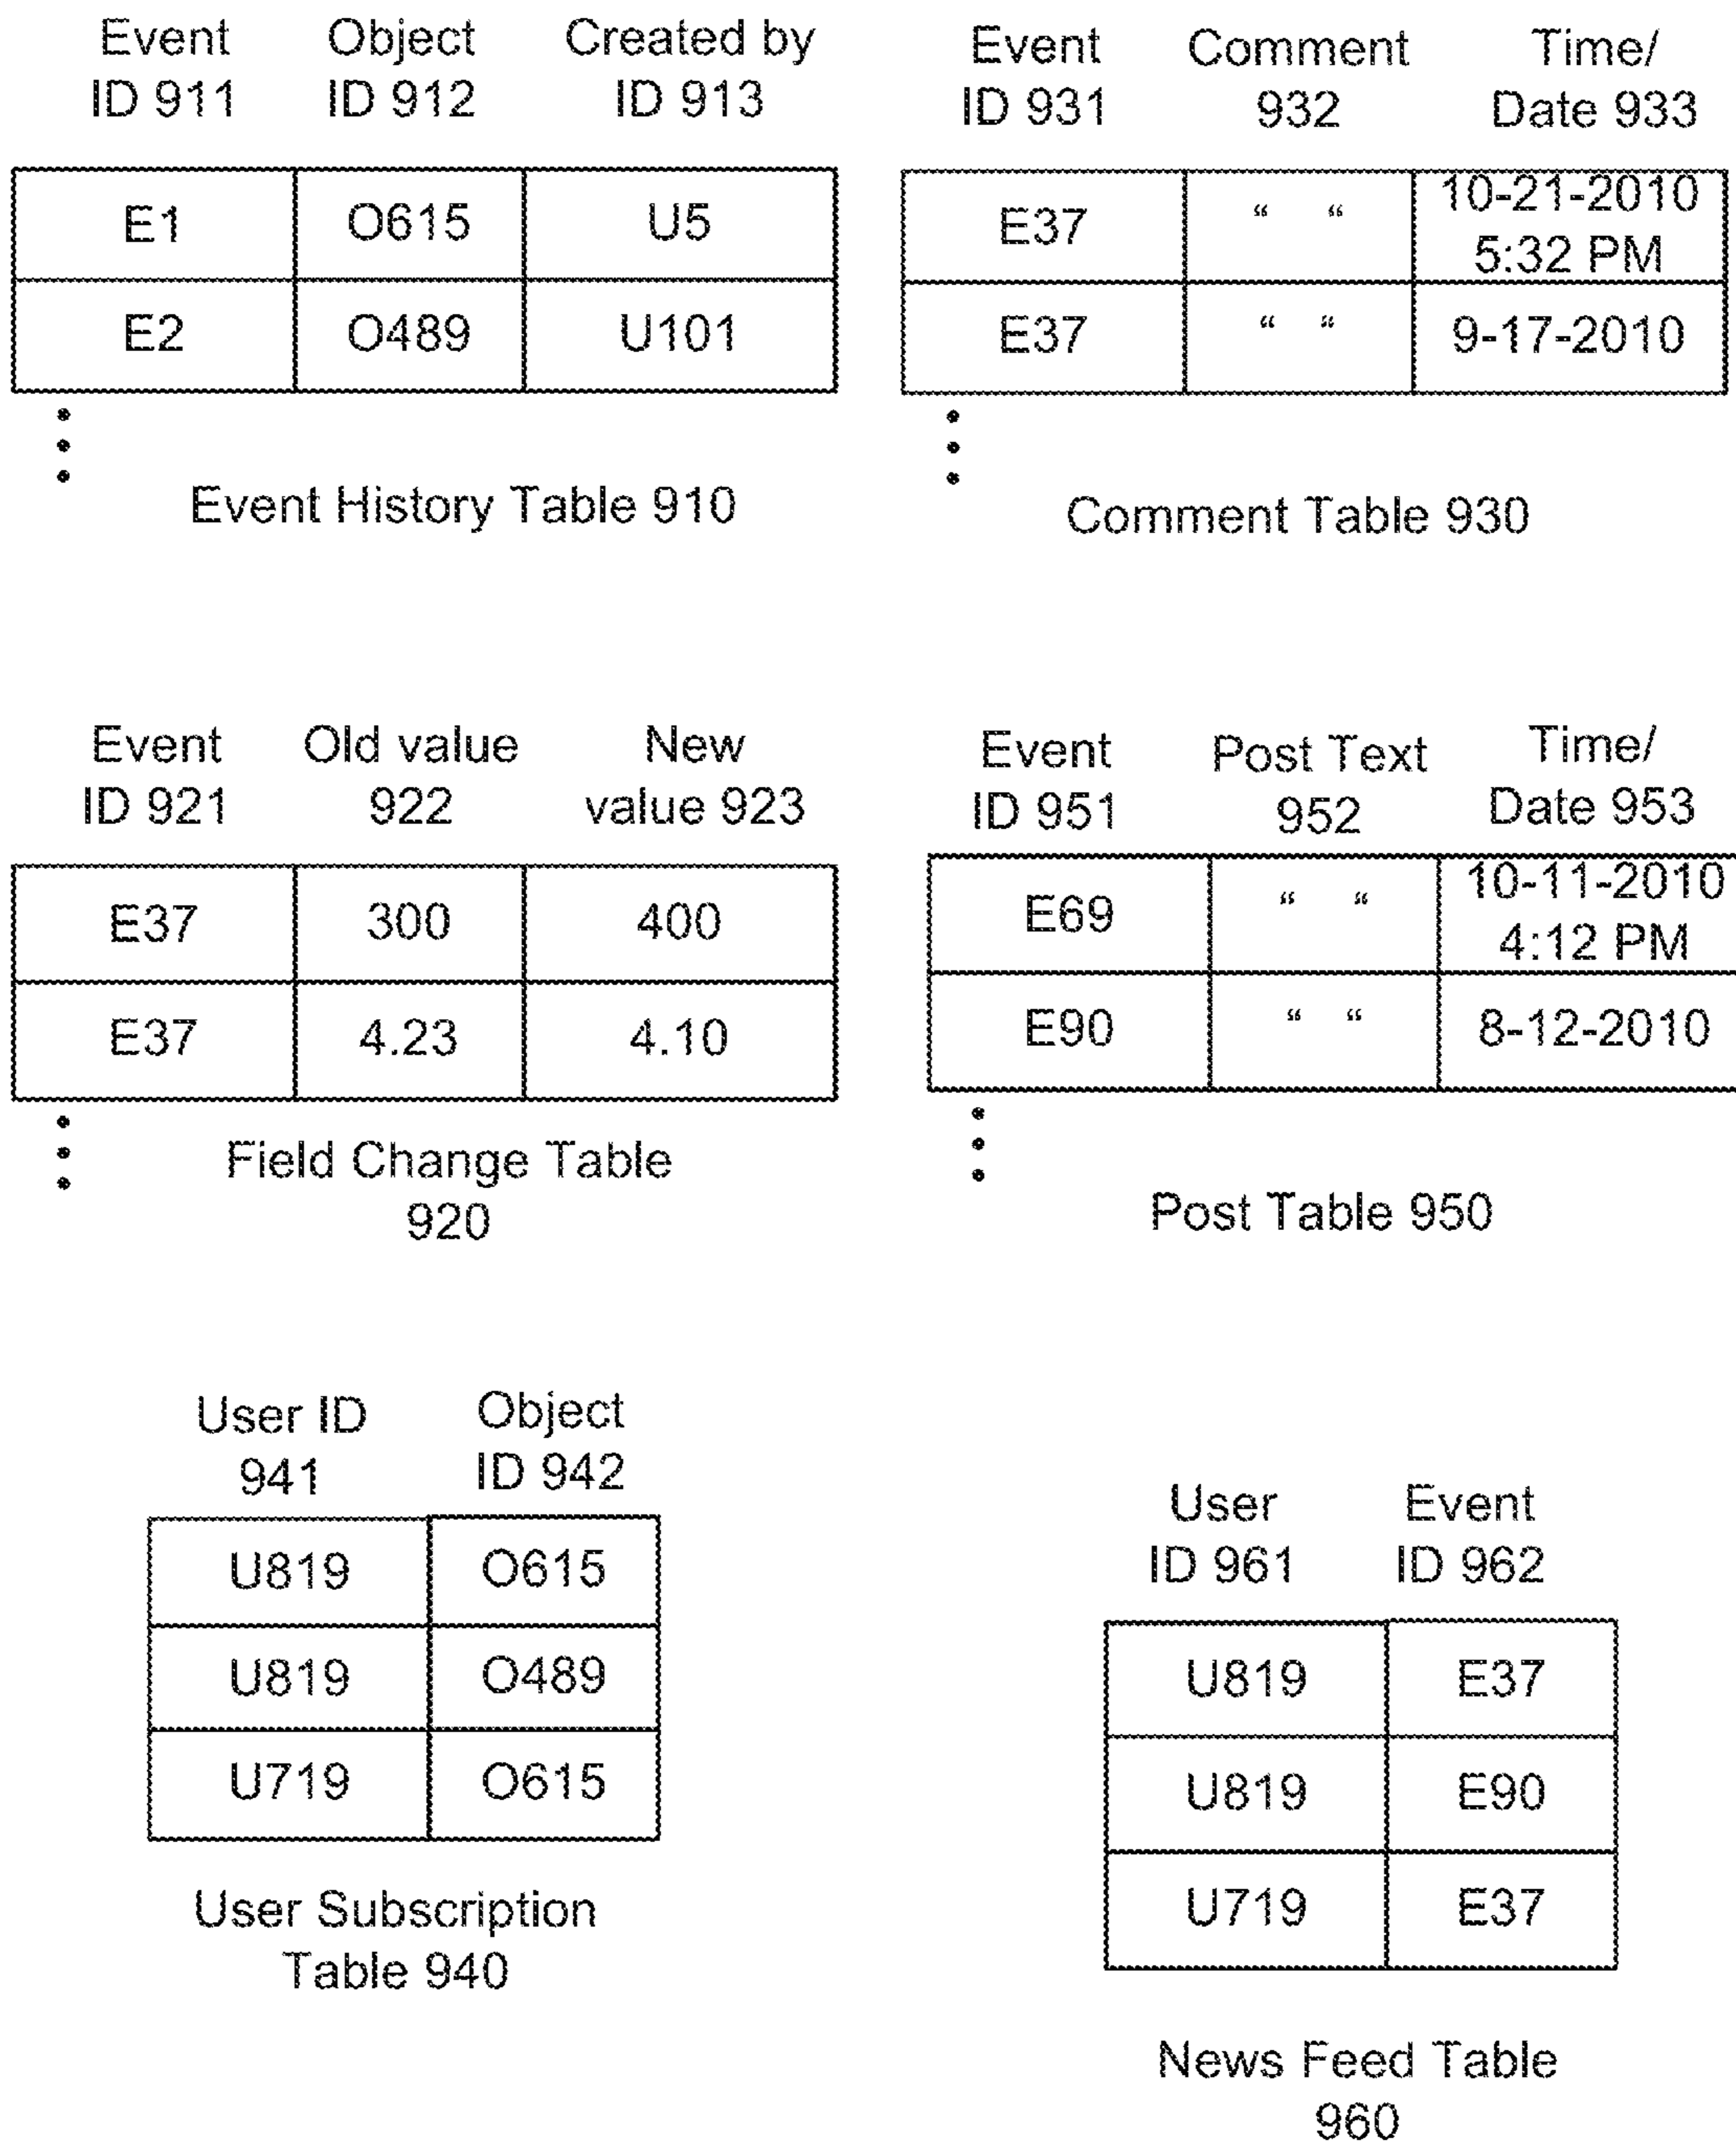 Event Object Created by
ID 911 ID 912 ID 913
E1 O615 U5
E2 O489 U101
Event History Table 910
Event Comment Time/
ID 931 932 Date 933
E37 “ “ 10-21-2010
5:32 PM
E37 “ “ 9-17-2010
Comment Table 930
Event Old value New
ID 921 922 value 923
E37 300 400
E37 4.23 4.10
Field Change Table
920
Event Post Text Time/
ID 951 952 Date 953
E69 “ “ 10-11-2010
4:12 PM
E90 “ “ 8-12-2010
Post Table 950
User ID Object
941 ID 942
U819 O615
U819 O489
U719 O615
User Subscription
Table 940
User Event
ID 961 ID 962
U819 E37
U819 E90
U719 E37
News Feed Table
960